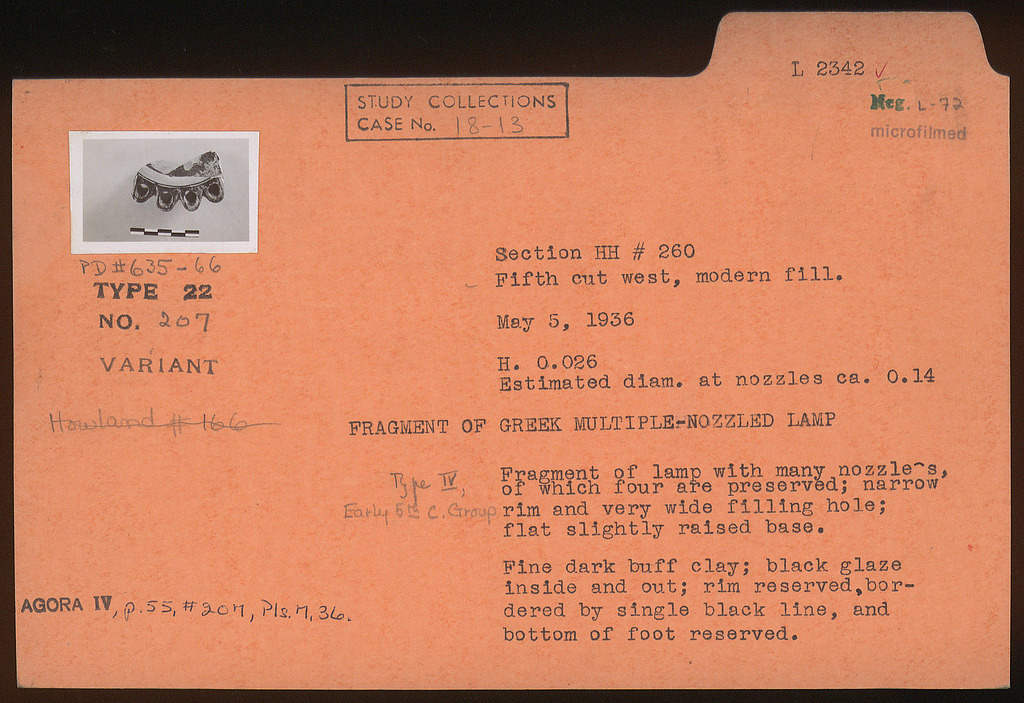 L 2342 ✓
Neg. L-72
microfilmed
STUDY COLLECTIONS
CASE No. 18-13
PD#635-66
TYPE 22
NO. 207
VARIANT
Howland # 166
Section HH # 260
Fifth cut west, modern fill.
May 5, 1936
H. 0.026
Estimated diam. at nozzles ca. 0.14
FRAGMENT OF GREEK MULTIPLE-NOZZLED LAMP
Type IV,
Early 5th C. Group
Fragment of lamp with many nozzle^s,
of which four are preserved; narrow
rim and very wide filling hole;
flat slightly raised base.
Fine dark buff clay; black glaze
inside and out; rim reserved,bor-
dered by single black line, and
bottom of foot reserved.
AGORA IV, p.55, #207, Pls. 7, 36.